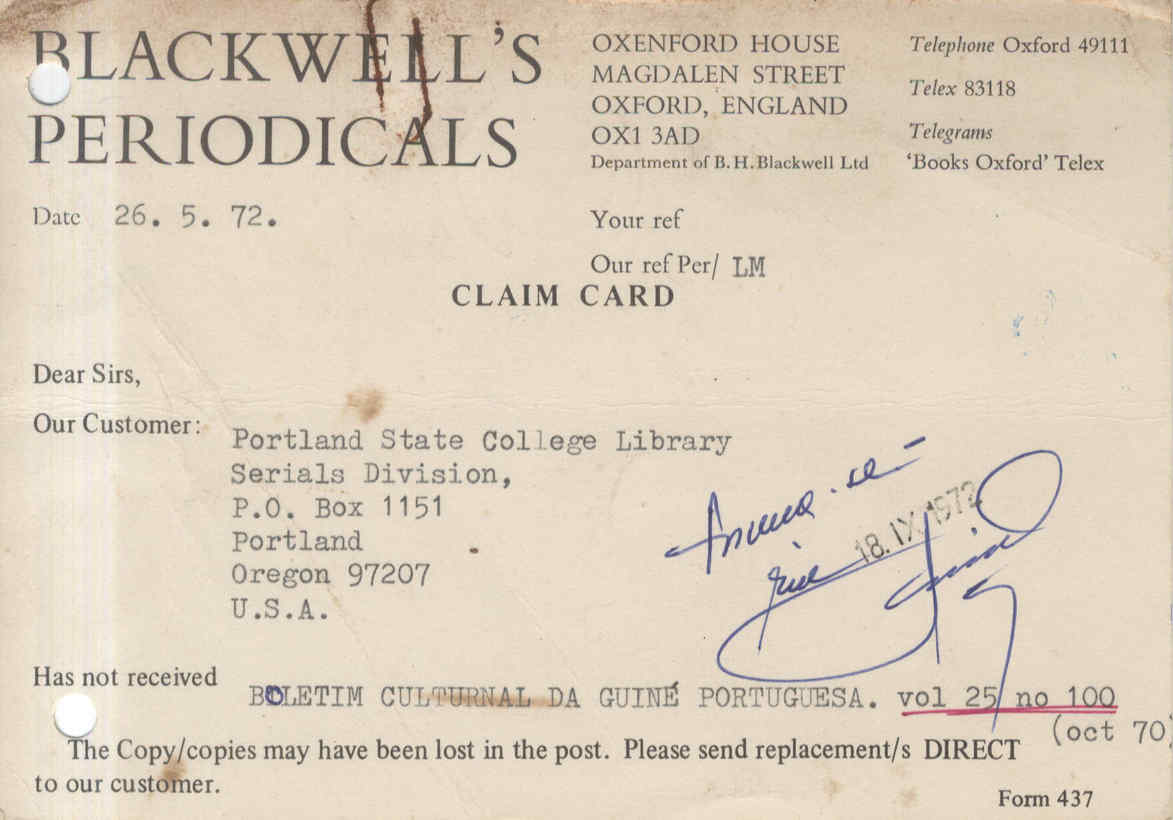 BLACKWELL'S
PERIODICALS
OXENFORD HOUSE
MAGDALEN STREET
OXFORD, ENGLAND
OX1 3AD
Department of B.H.Blackwell Ltd
Telephone Oxford 49111
Telex 83118
Telegrams
'Books Oxford' Telex
Date 26. 5. 72.
Your ref
Our ref Per/ LM
CLAIM CARD
Dear Sirs,
Our Customer:
Portland State College Library
Serials Division,
P.O. Box 1151
Portland
Oregon 97207
U.S.A.
18. IX 1972
Has not received
BOLETIM CULTURNAL DA GUINÉ PORTUGUESA. vol 25 no 100
(oct 70
The Copy/copies may have been lost in the post. Please send replacement/s DIRECT
to our customer.
Form 437